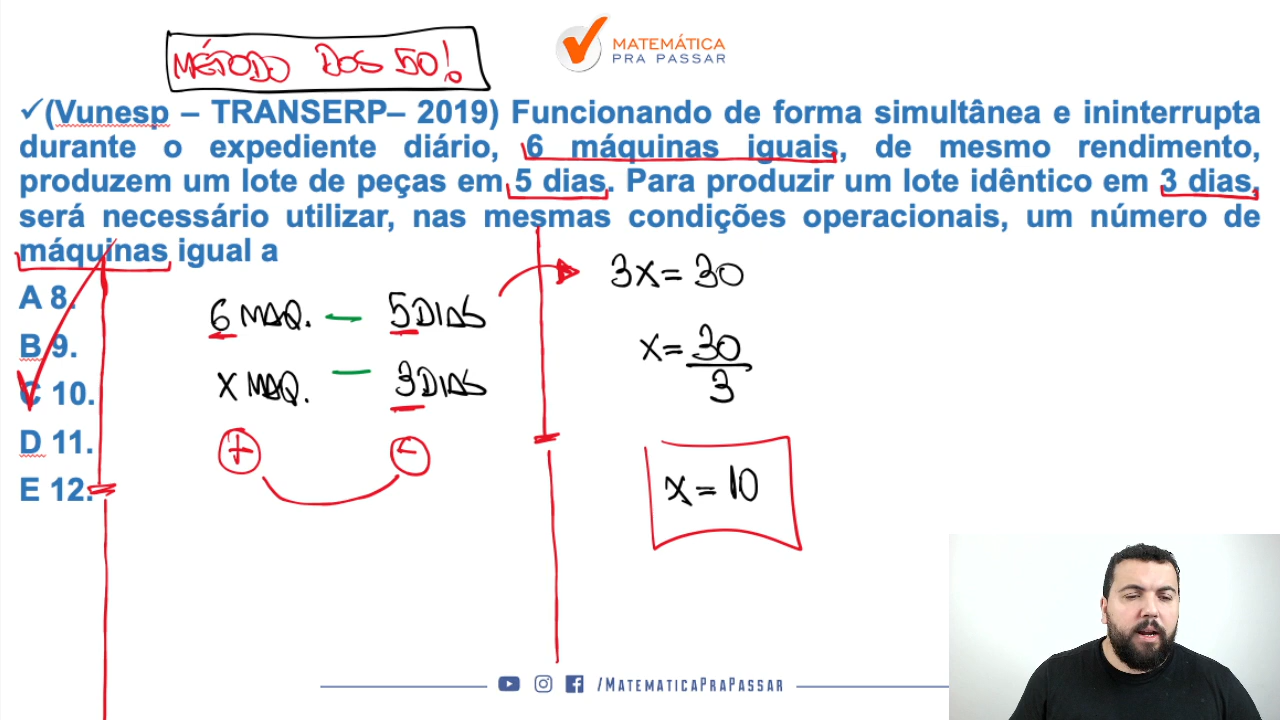 MÉTODO DOS 50!
MATEMÁTICA
PRA PASSAR
✓(Vunesp – TRANSERP– 2019) Funcionando de forma simultânea e ininterrupta
durante o expediente diário, 6 máquinas iguais, de mesmo rendimento,
produzem um lote de peças em 5 dias. Para produzir um lote idêntico em 3 dias,
será necessário utilizar, nas mesmas condições operacionais, um número de
máquinas igual a
A 8.
B 9.
C 10.
D 11.
E 12.
6 MAQ. — 5 DIAS
X MAQ. — 3 DIAS
+ -
3X = 30
X = 30
3
X = 10
/MATEMATICAPRAPASSAR